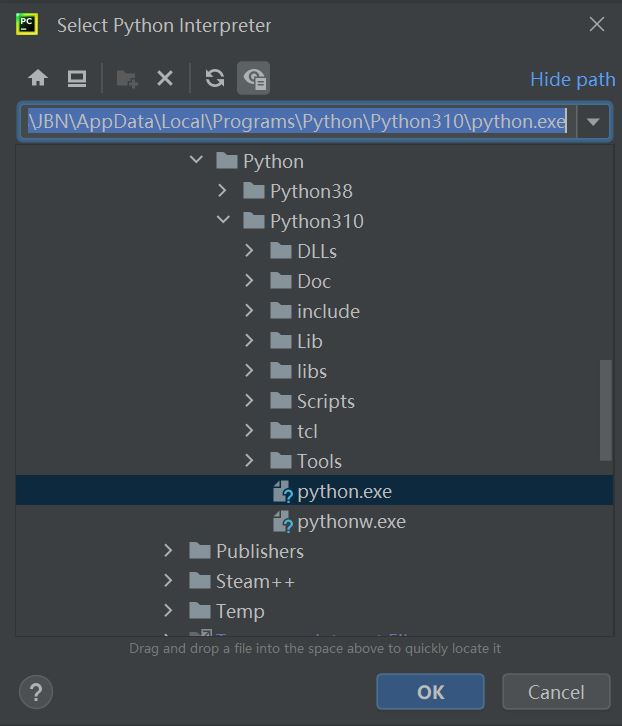 PC
Select Python Interpreter
Hide path
\JBN\AppData\Local\Programs\Python\Python310\python.exe
Python
Python38
Python310
DLLs
Doc
include
Lib
libs
Scripts
tcl
Tools
python.exe
pythonw.exe
Publishers
Steam++
Temp
Drag and drop a file into the space above to quickly locate it
?
OK
Cancel